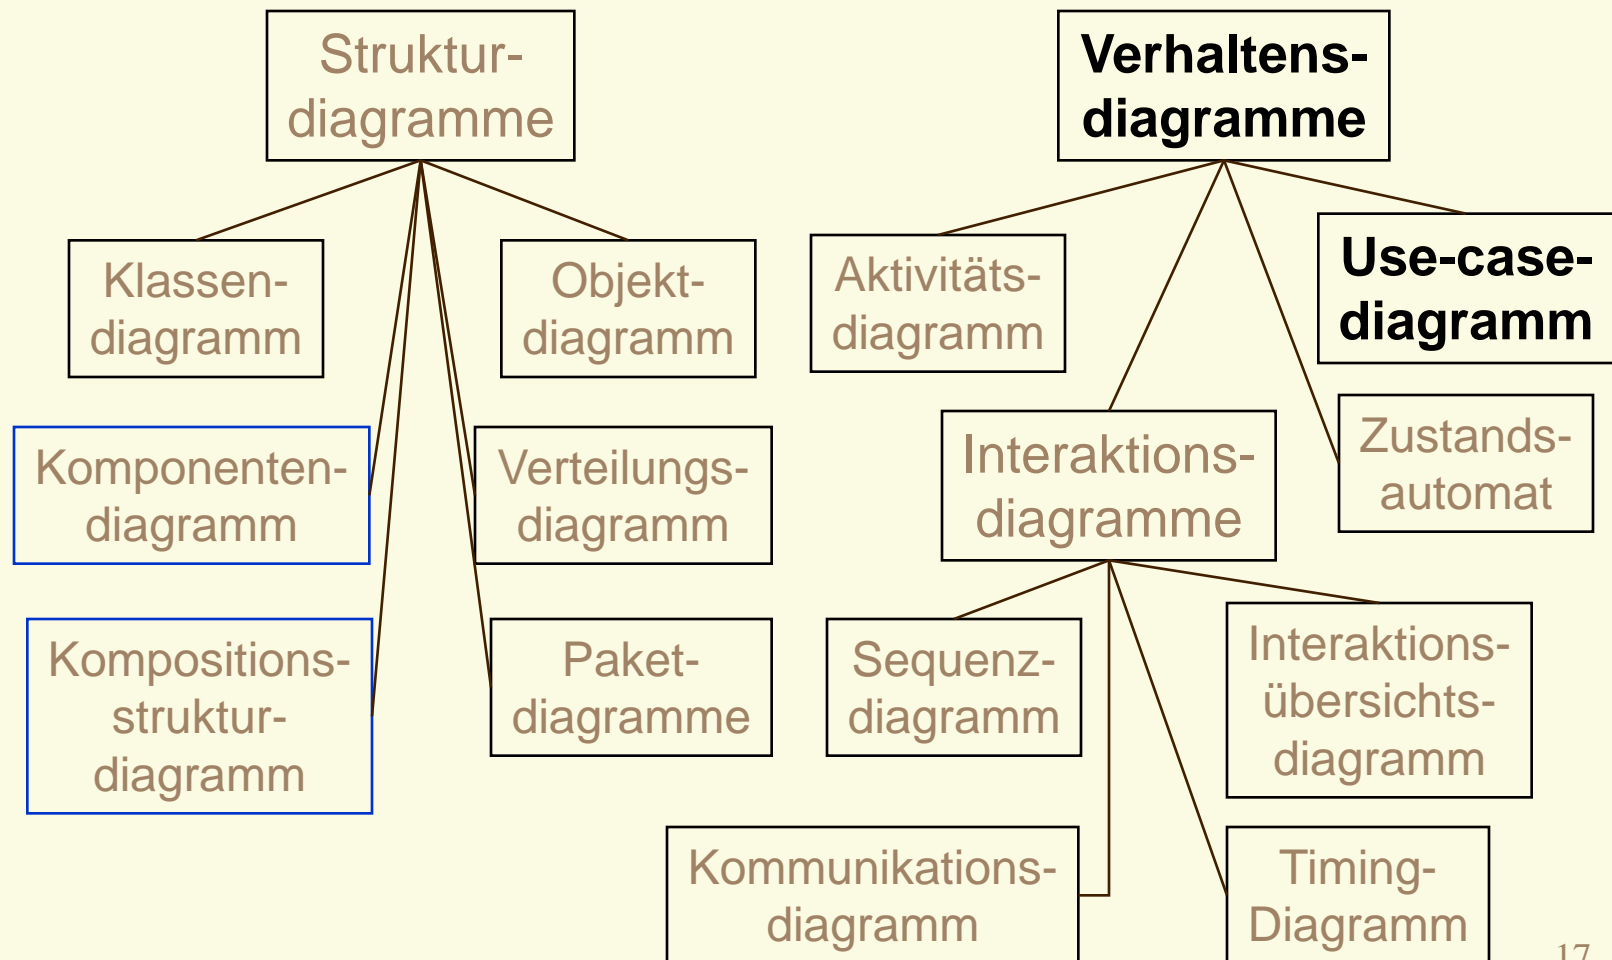 Struktur-
diagramme
Verhaltens-
diagramme
Klassen-
diagramm
Objekt-
diagramm
Aktivitäts-
diagramm
Use-case-
diagramm
Komponenten-
diagramm
Verteilungs-
diagramm
Interaktions-
diagramme
Zustands-
automat
Kompositions-
struktur-
diagramm
Paket-
diagramme
Sequenz-
diagramm
Interaktions-
übersichts-
diagramm
Kommunikations-
diagramm
Timing-
Diagramm
17